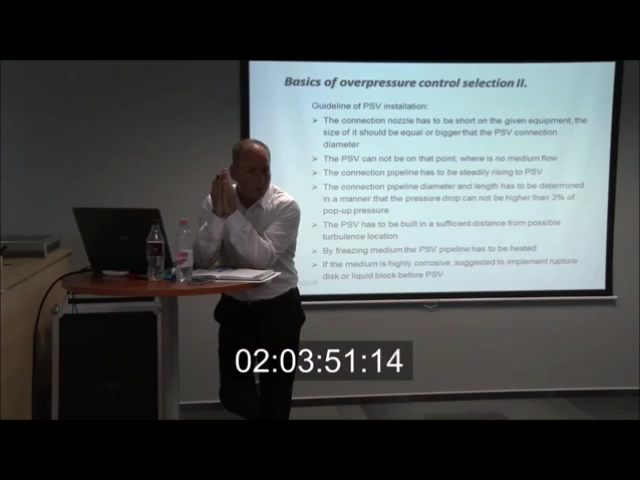 Basics of overpressure control selection II.
Guideline of PSV installation:
➢ The connection nozzle has to be short on the given equipment, the
size of it should be equal or bigger that the PSV connection
diameter
➢ The PSV can not be on that point, where is no medium flow
➢ The connection pipeline has to be steadily rising to PSV
➢ The connection pipeline diameter and length has to be determined
in a manner that the pressure drop can not be higher than 3% of
pop-up pressure
➢ The PSV has to be built in a sufficient distance from possible
turbulence location
➢ By freezing medium the PSV pipeline has to be heated
➢ If the medium is highly corrosive, suggested to implement rupture
disk or liquid block before PSV
02:03:51:14